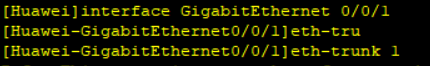 [Huawei]interface GigabitEthernet 0/0/1
[Huawei-GigabitEthernet0/0/1]eth-tru
[Huawei-GigabitEthernet0/0/1]eth-trunk 1